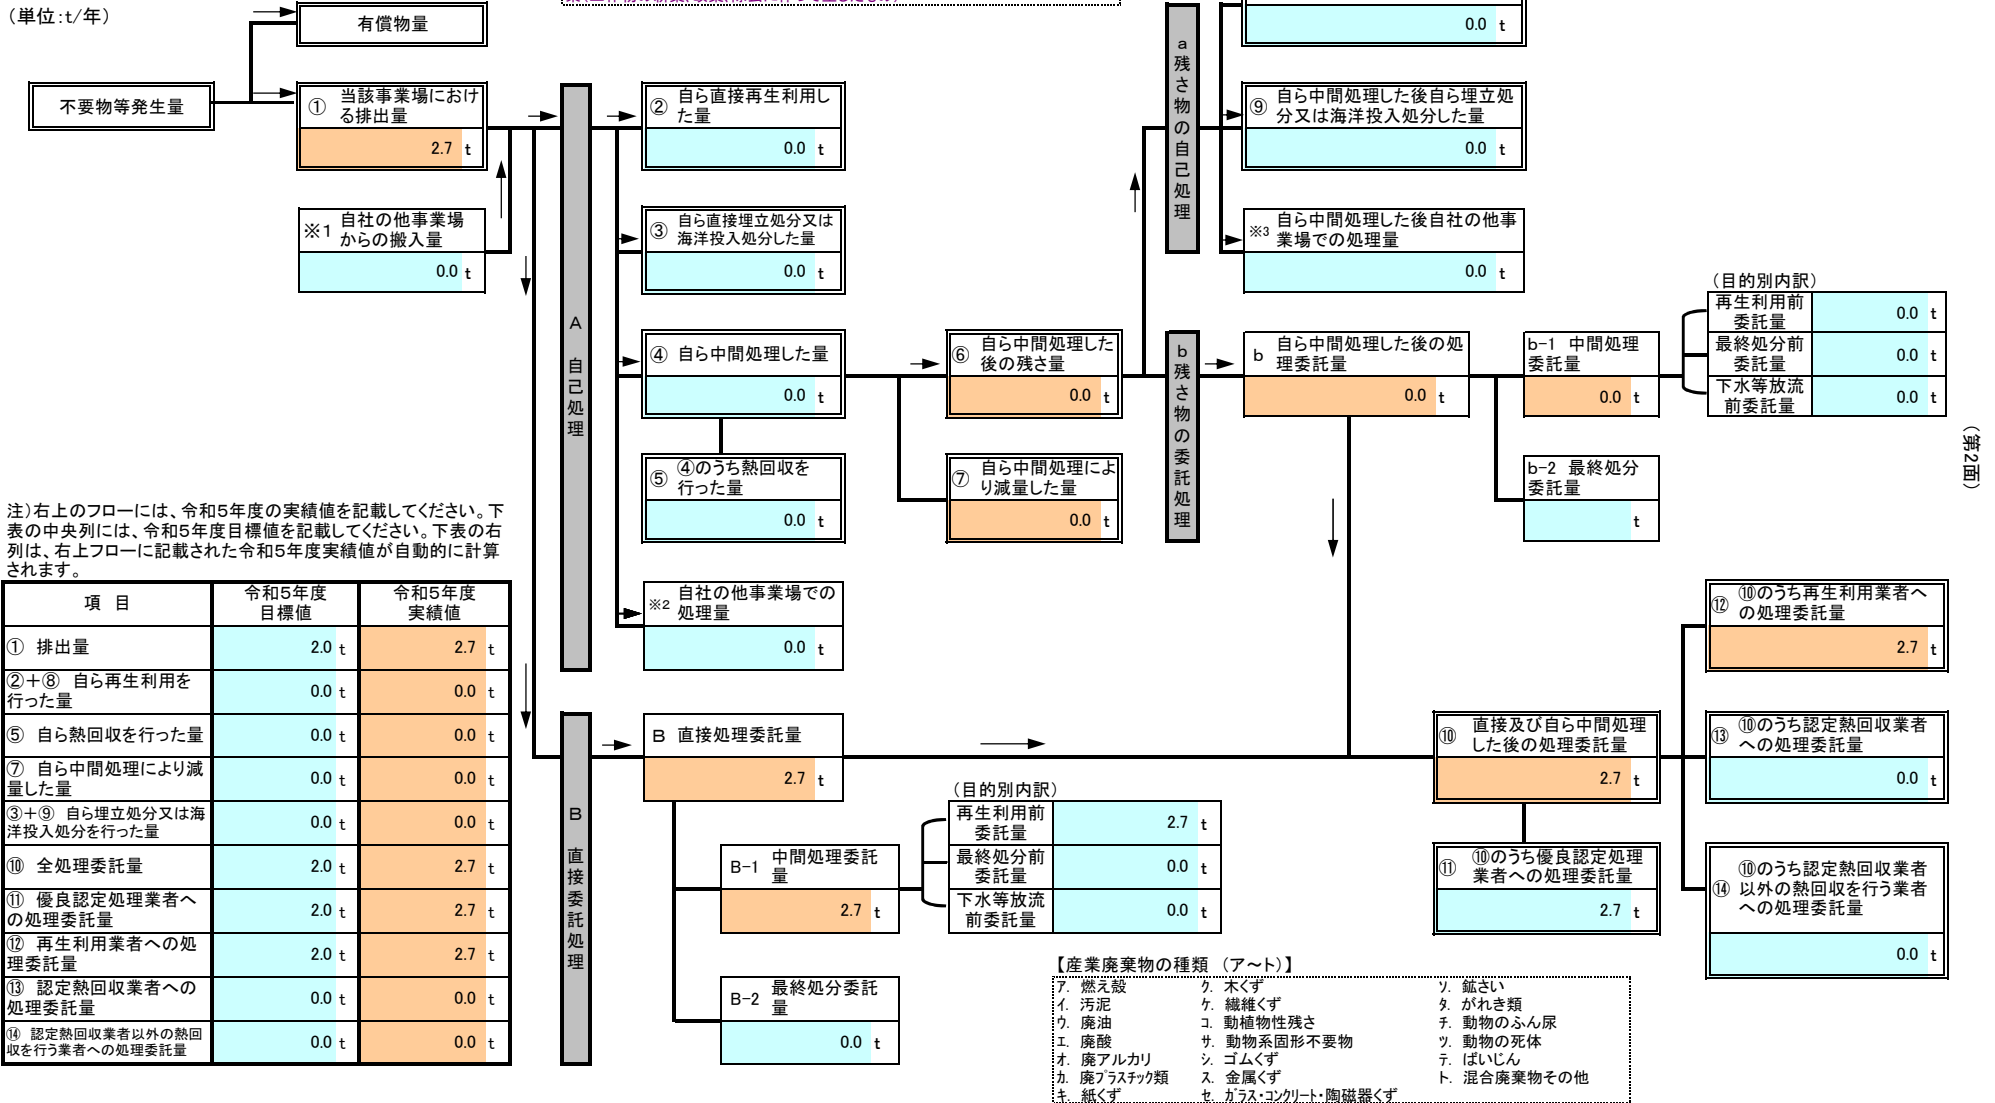 (単位:t/年)
有償物量
不要物等発生量
① 当該事業場におけ
る排出量
2.7 t
※1 自社の他事業場
からの搬入量
0.0 t
A 自己処理
② 自ら直接再生利用し
た量
0.0 t
③ 自ら直接埋立処分又は
海洋投入処分した量
0.0 t
④ 自ら中間処理した量
0.0 t
⑤ ④のうち熱回収を
行った量
0.0 t
※2 自社の他事業場での
処理量
0.0 t
⑥ 自ら中間処理した
後の残さ量
0.0 t
⑦ 自ら中間処理によ
り減量した量
0.0 t
a残さ物の自己処理
0.0 t
⑨ 自ら中間処理した後自ら埋立処
分又は海洋投入処分した量
0.0 t
※3 自ら中間処理した後自社の他事
業場での処理量
0.0 t
b残さ物の委託処理
b 自ら中間処理した後の処
理委託量
0.0 t
b-1 中間処理
委託量
0.0 t
(目的別内訳)
再生利用前
委託量
0.0 t
最終処分前
委託量
0.0 t
下水等放流
前委託量
0.0 t
b-2 最終処分
委託量
t
(第2面)
注)右上のフローには、令和5年度の実績値を記載してください。下
表の中央列には、令和5年度目標値を記載してください。下表の右
列は、右上フローに記載された令和5年度実績値が自動的に計算
されます。
項 目
令和5年度
目標値
令和5年度
実績値
① 排出量 2.0 t 2.7 t
②+⑧ 自ら再生利用を
行った量 0.0 t 0.0 t
⑤ 自ら熱回収を行った量 0.0 t 0.0 t
⑦ 自ら中間処理により減
量した量 0.0 t 0.0 t
③+⑨ 自ら埋立処分又は海
洋投入処分を行った量 0.0 t 0.0 t
⑩ 全処理委託量 2.0 t 2.7 t
⑪ 優良認定処理業者へ
の処理委託量 2.0 t 2.7 t
⑫ 再生利用業者への処
理委託量 2.0 t 2.7 t
⑬ 認定熱回収業者への
処理委託量 0.0 t 0.0 t
⑭ 認定熱回収業者以外の熱回
収を行う業者への処理委託量 0.0 t 0.0 t
B 直接委託処理
B 直接処理委託量
2.7 t
B-1 中間処理委託
量
2.7 t
(目的別内訳)
再生利用前
委託量
2.7 t
最終処分前
委託量
0.0 t
下水等放流
前委託量
0.0 t
B-2 最終処分委託
量
0.0 t
⑩ 直接及び自ら中間処理
した後の処理委託量
2.7 t
⑪ ⑩のうち優良認定処理
業者への処理委託量
2.7 t
⑫ ⑩のうち再生利用業者へ
の処理委託量
2.7 t
⑬ ⑩のうち認定熱回収業者
への処理委託量
0.0 t
⑭ ⑩のうち認定熱回収業者
以外の熱回収を行う業者
への処理委託量
0.0 t
【産業廃棄物の種類 (ア~ト)】
ア. 燃え殻 ク. 木くず ソ. 鉱さい
イ. 汚泥 ケ. 繊維くず タ. がれき類
ウ. 廃油 コ. 動植物性残さ チ. 動物のふん尿
エ. 廃酸 サ. 動物系固形不要物 ツ. 動物の死体
オ. 廃アルカリ シ. ゴムくず テ. ばいじん
カ. 廃プラスチック類 ス. 金属くず ト. 混合廃棄物その他
キ. 紙くず セ. ガラス・コンクリート・陶磁器くず